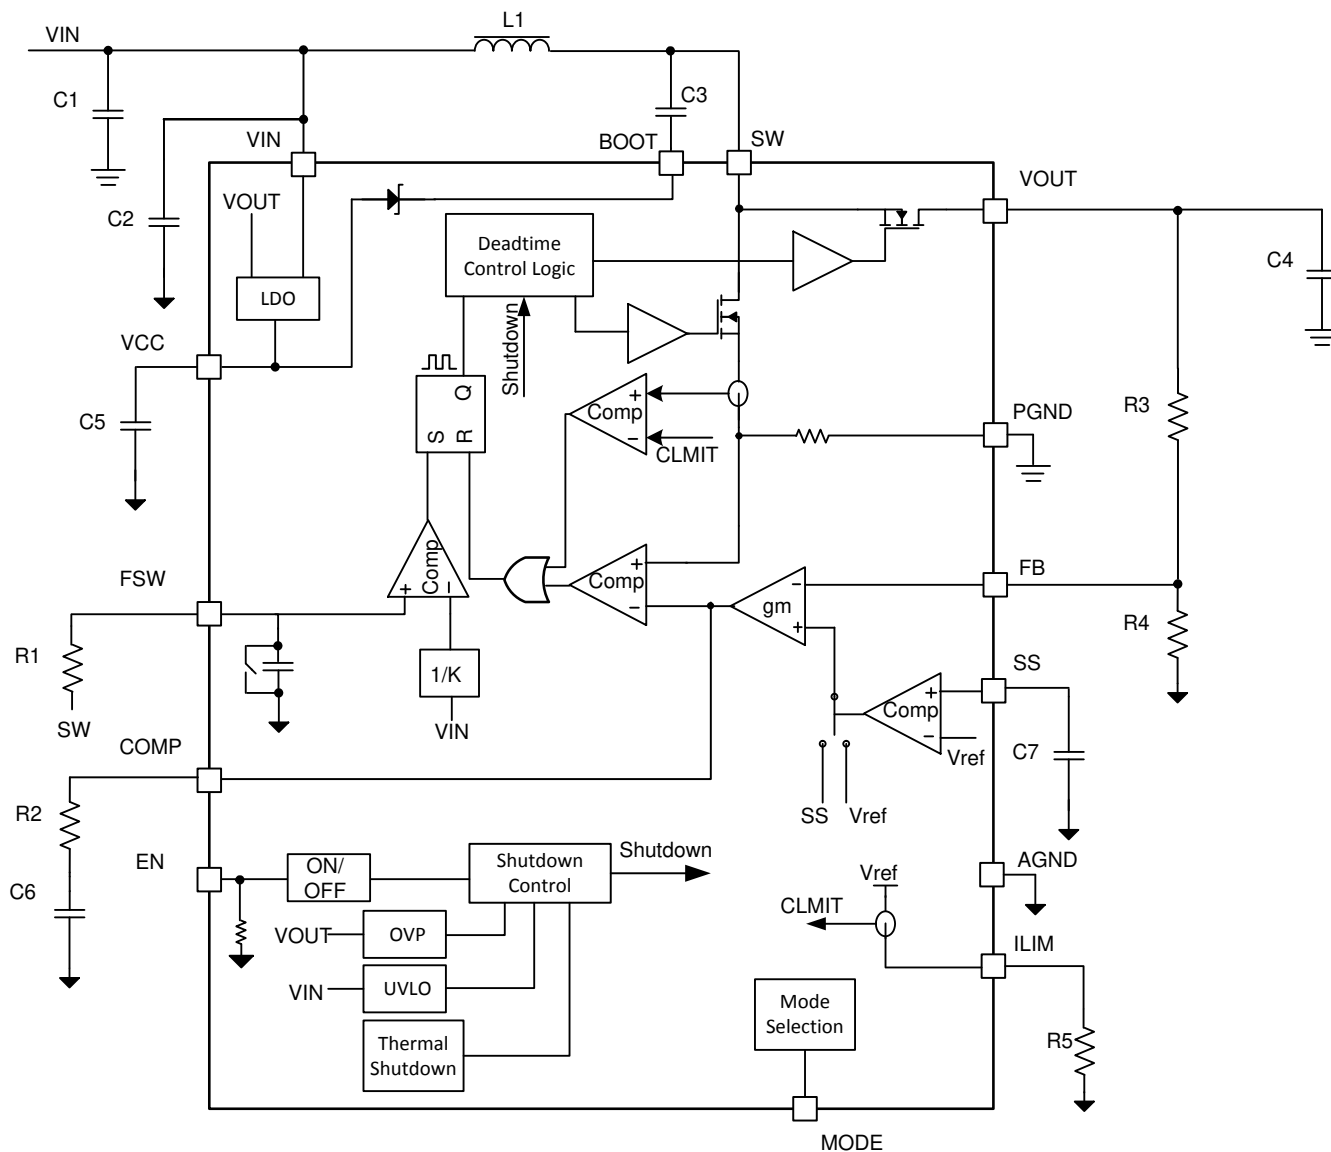 L1
VIN
C1
C3
VIN
BOOT
SW
VOUT
VOUT
C2
Deadtime
Control Logic
C4
LDO
Shutdown
VCC
Q
S
R
Comp
+
−
CLMIT
C5
PGND
R3
FSW
Comp
+
−
Comp
+
−
gm
−
+
FB
R4
R1
1/K
SS
SW
VIN
Comp
+
−
Vref
C7
COMP
R2
SS
Vref
EN
ON/
OFF
Shutdown
Control
Shutdown
AGND
Vref
C6
CLMIT
VOUT
OVP
ILIM
VIN
UVLO
Mode
Selection
Thermal
Shutdown
R5
MODE